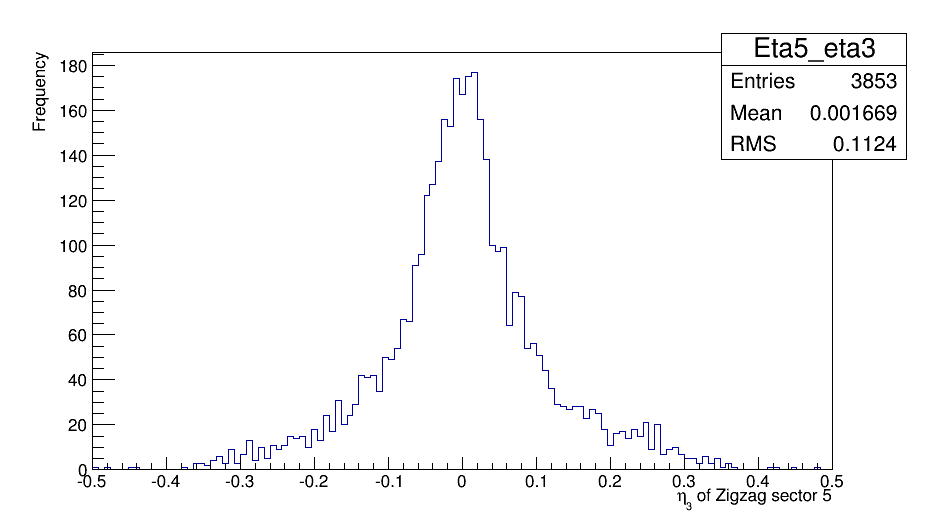 Eta5_eta3
Entries 3853
Mean 0.001669
RMS 0.1124
Frequency
180
160
140
120
100
80
60
40
20
0
-0.5 -0.4 -0.3 -0.2 -0.1 0 0.1 0.2 0.3 0.4 0.5
η3 of Zigzag sector 5